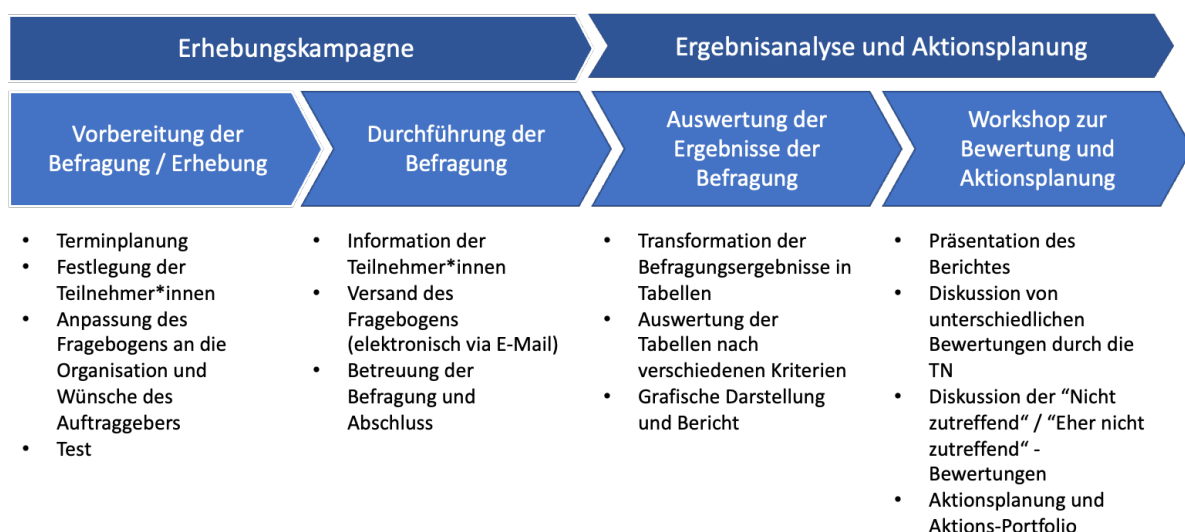 Erhebungskampagne
Ergebnisanalyse und Aktionsplanung
Vorbereitung der
Befragung / Erhebung
Durchführung der
Befragung
Auswertung der
Ergebnisse der
Befragung
Workshop zur
Bewertung und
Aktionsplanung
• Terminplanung
• Festlegung der
Teilnehmer*innen
• Anpassung des
Fragebogens an die
Organisation und
Wünsche des
Auftraggebers
• Test
• Information der
Teilnehmer*innen
• Versand des
Fragebogens
(elektronisch via E-Mail)
• Betreuung der
Befragung und
Abschluss
• Transformation der
Befragungsergebnisse in
Tabellen
• Auswertung der
Tabellen nach
verschiedenen Kriterien
• Grafische Darstellung
und Bericht
• Präsentation des
Berichtes
• Diskussion von
unterschiedlichen
Bewertungen durch die
TN
• Diskussion der “Nicht
zutreffend“ / “Eher nicht
zutreffend“ -
Bewertungen
• Aktionsplanung und
Aktions-Portfolio